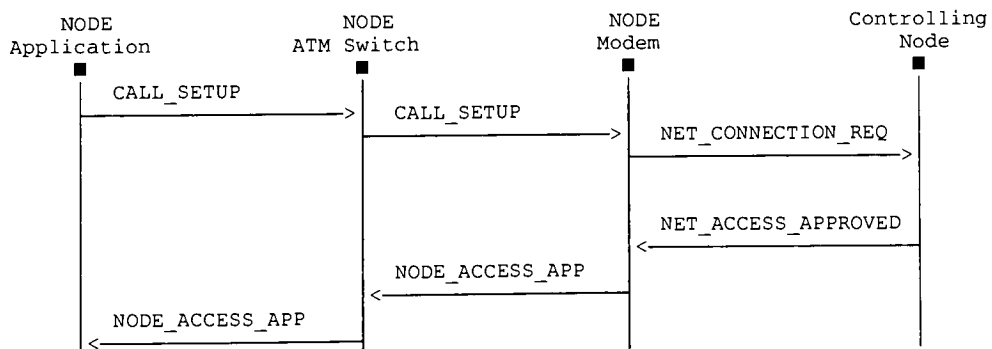 NODE
Application
NODE
ATM Switch
NODE
Modem
Controlling
Node
CALL_SETUP
CALL_SETUP
NET_CONNECTION_REQ
NET_ACCESS_APPROVED
NODE_ACCESS_APP
NODE_ACCESS_APP